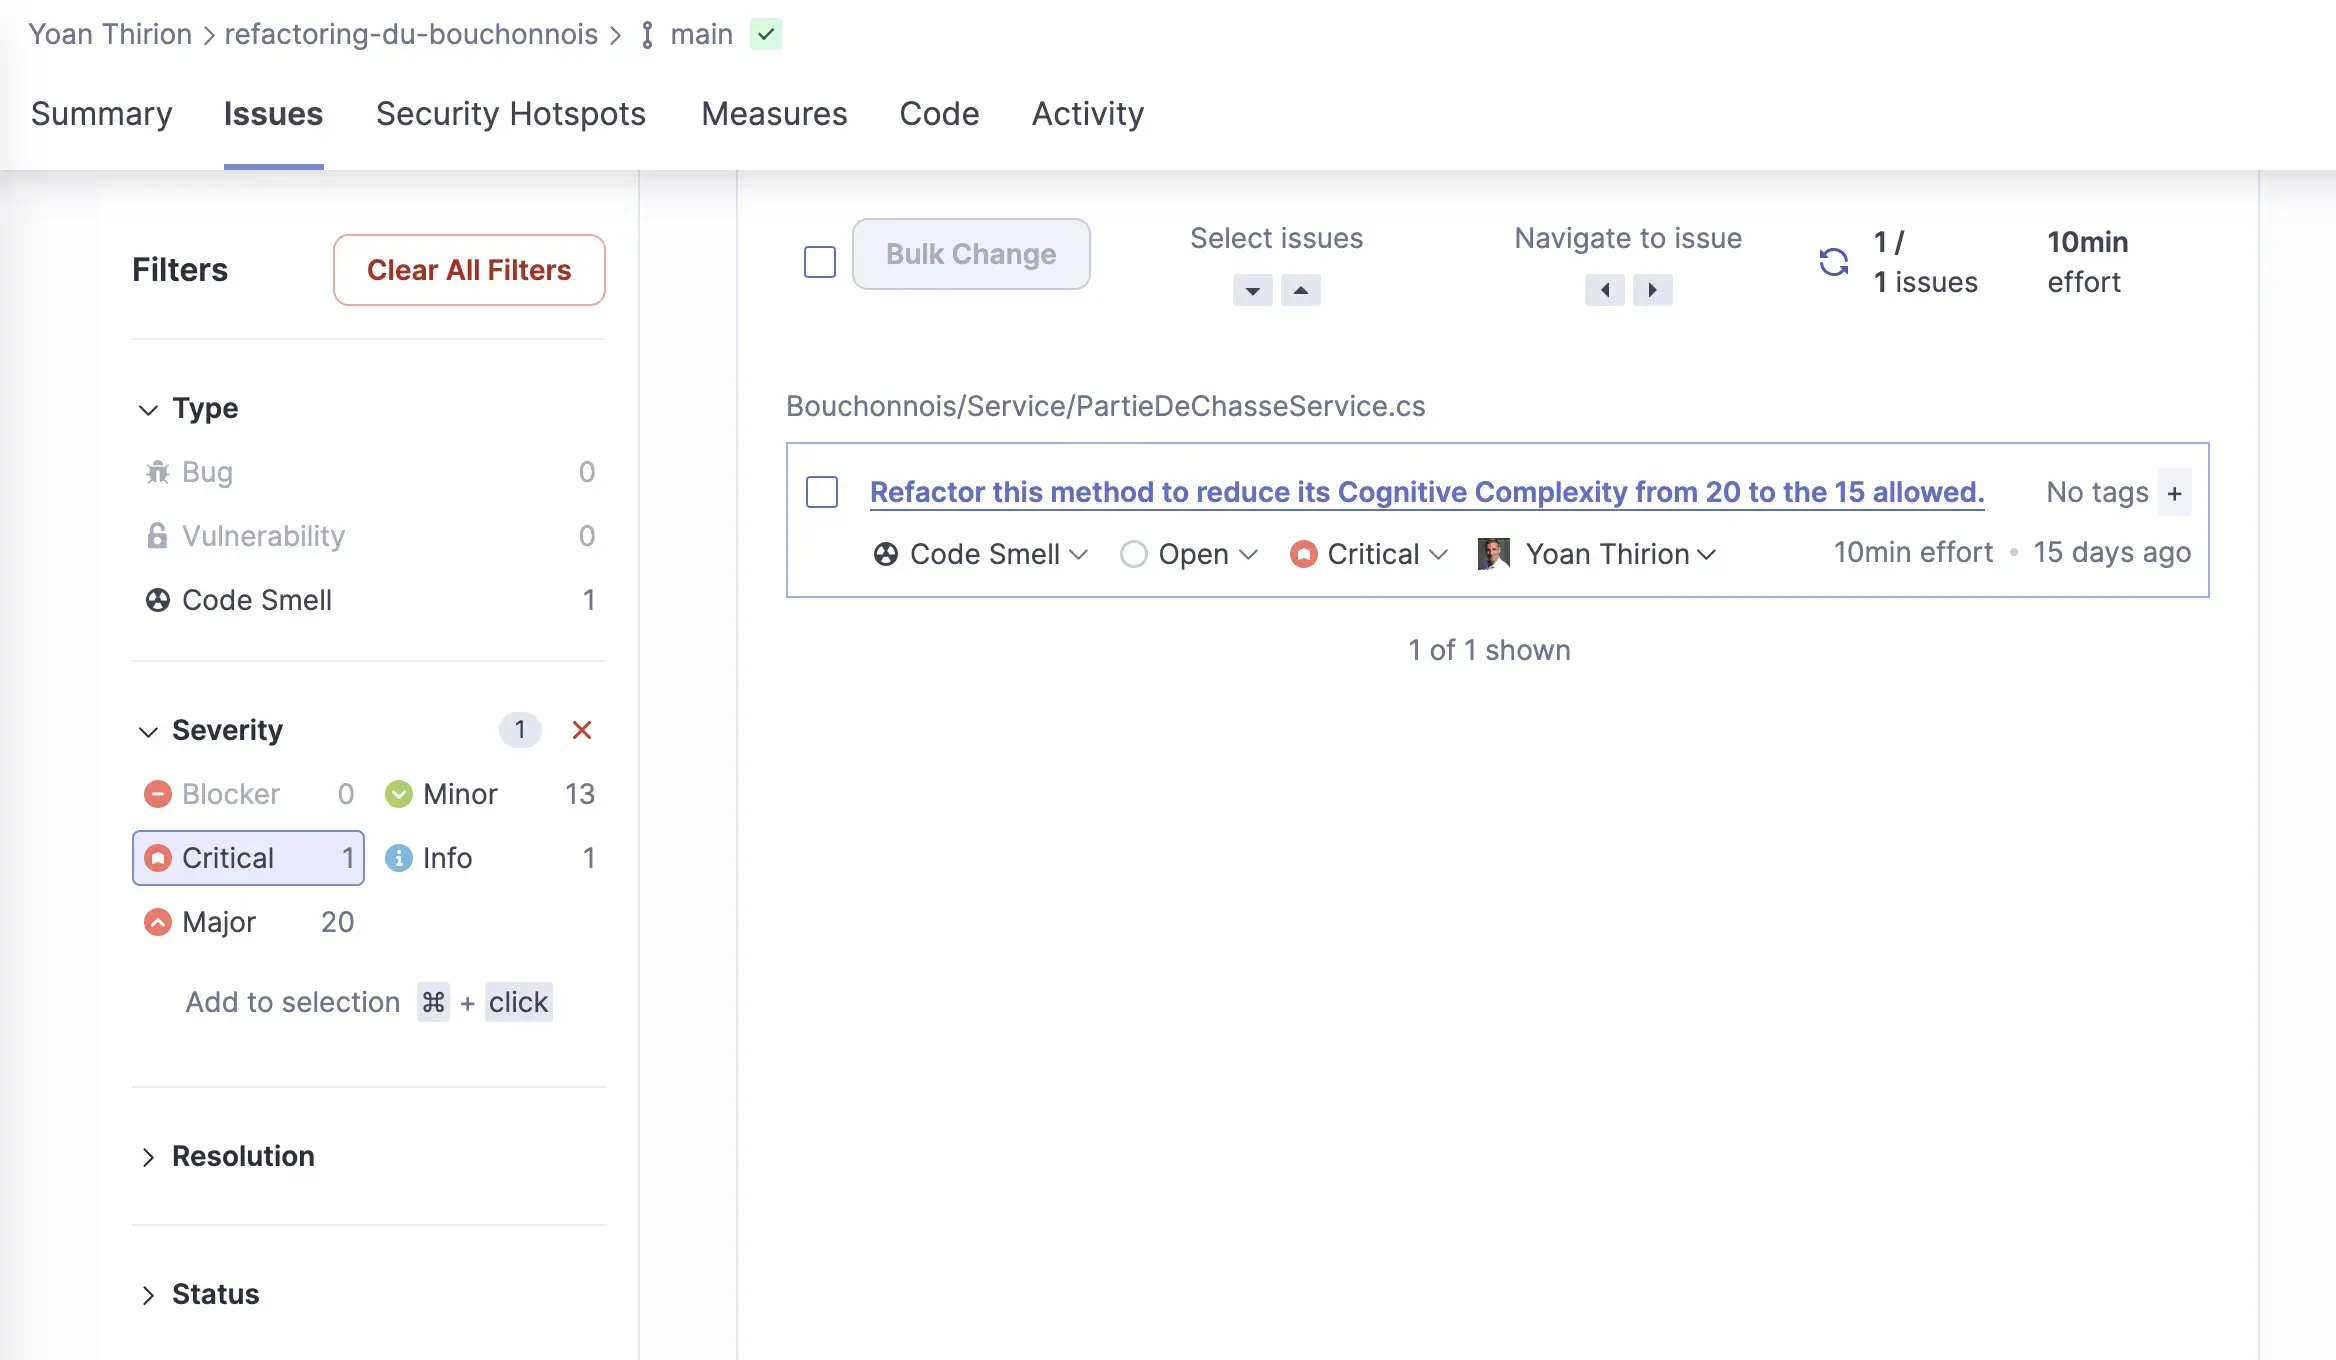 Yoan Thirion > refactoring-du-bouchonnois > main
Summary Issues Security Hotspots Measures Code Activity
Filters
Clear All Filters
Type
Bug 0
Vulnerability 0
Code Smell 1
Severity 1
Blocker 0 Minor 13
Critical 1 Info 1
Major 20
Add to selection ⌘ + click
Resolution
Status
Bulk Change
Select issues
Navigate to issue
1 /
1 issues
10min
effort
Bouchonnois/Service/PartieDeChasseService.cs
Refactor this method to reduce its Cognitive Complexity from 20 to the 15 allowed. No tags +
Code Smell Open Critical Yoan Thirion 10min effort • 15 days ago
1 of 1 shown